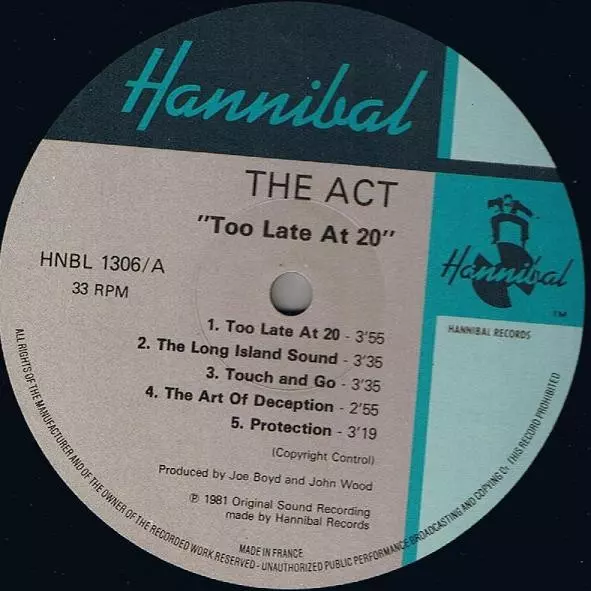 Hannibal
THE ACT
"Too Late At 20"
HNBL 1306/A
33 RPM
Hannibal
TM
HANNIBAL RECORDS
1. Too Late At 20 - 3'55
2. The Long Island Sound - 3'35
3. Touch and Go - 3'35
4. The Art Of Deception - 2'55
5. Protection - 3'19
(Copyright Control)
Produced by Joe Boyd and John Wood
℗ 1981 Original Sound Recording
made by Hannibal Records
MADE IN FRANCE
ALL RIGHTS OF THE MANUFACTURER AND OF THE OWNER OF THE RECORDED WORK RESERVED - UNAUTHORIZED PUBLIC PERFORMANCE BROADCASTING AND COPYING OF THIS RECORD PROHIBITED